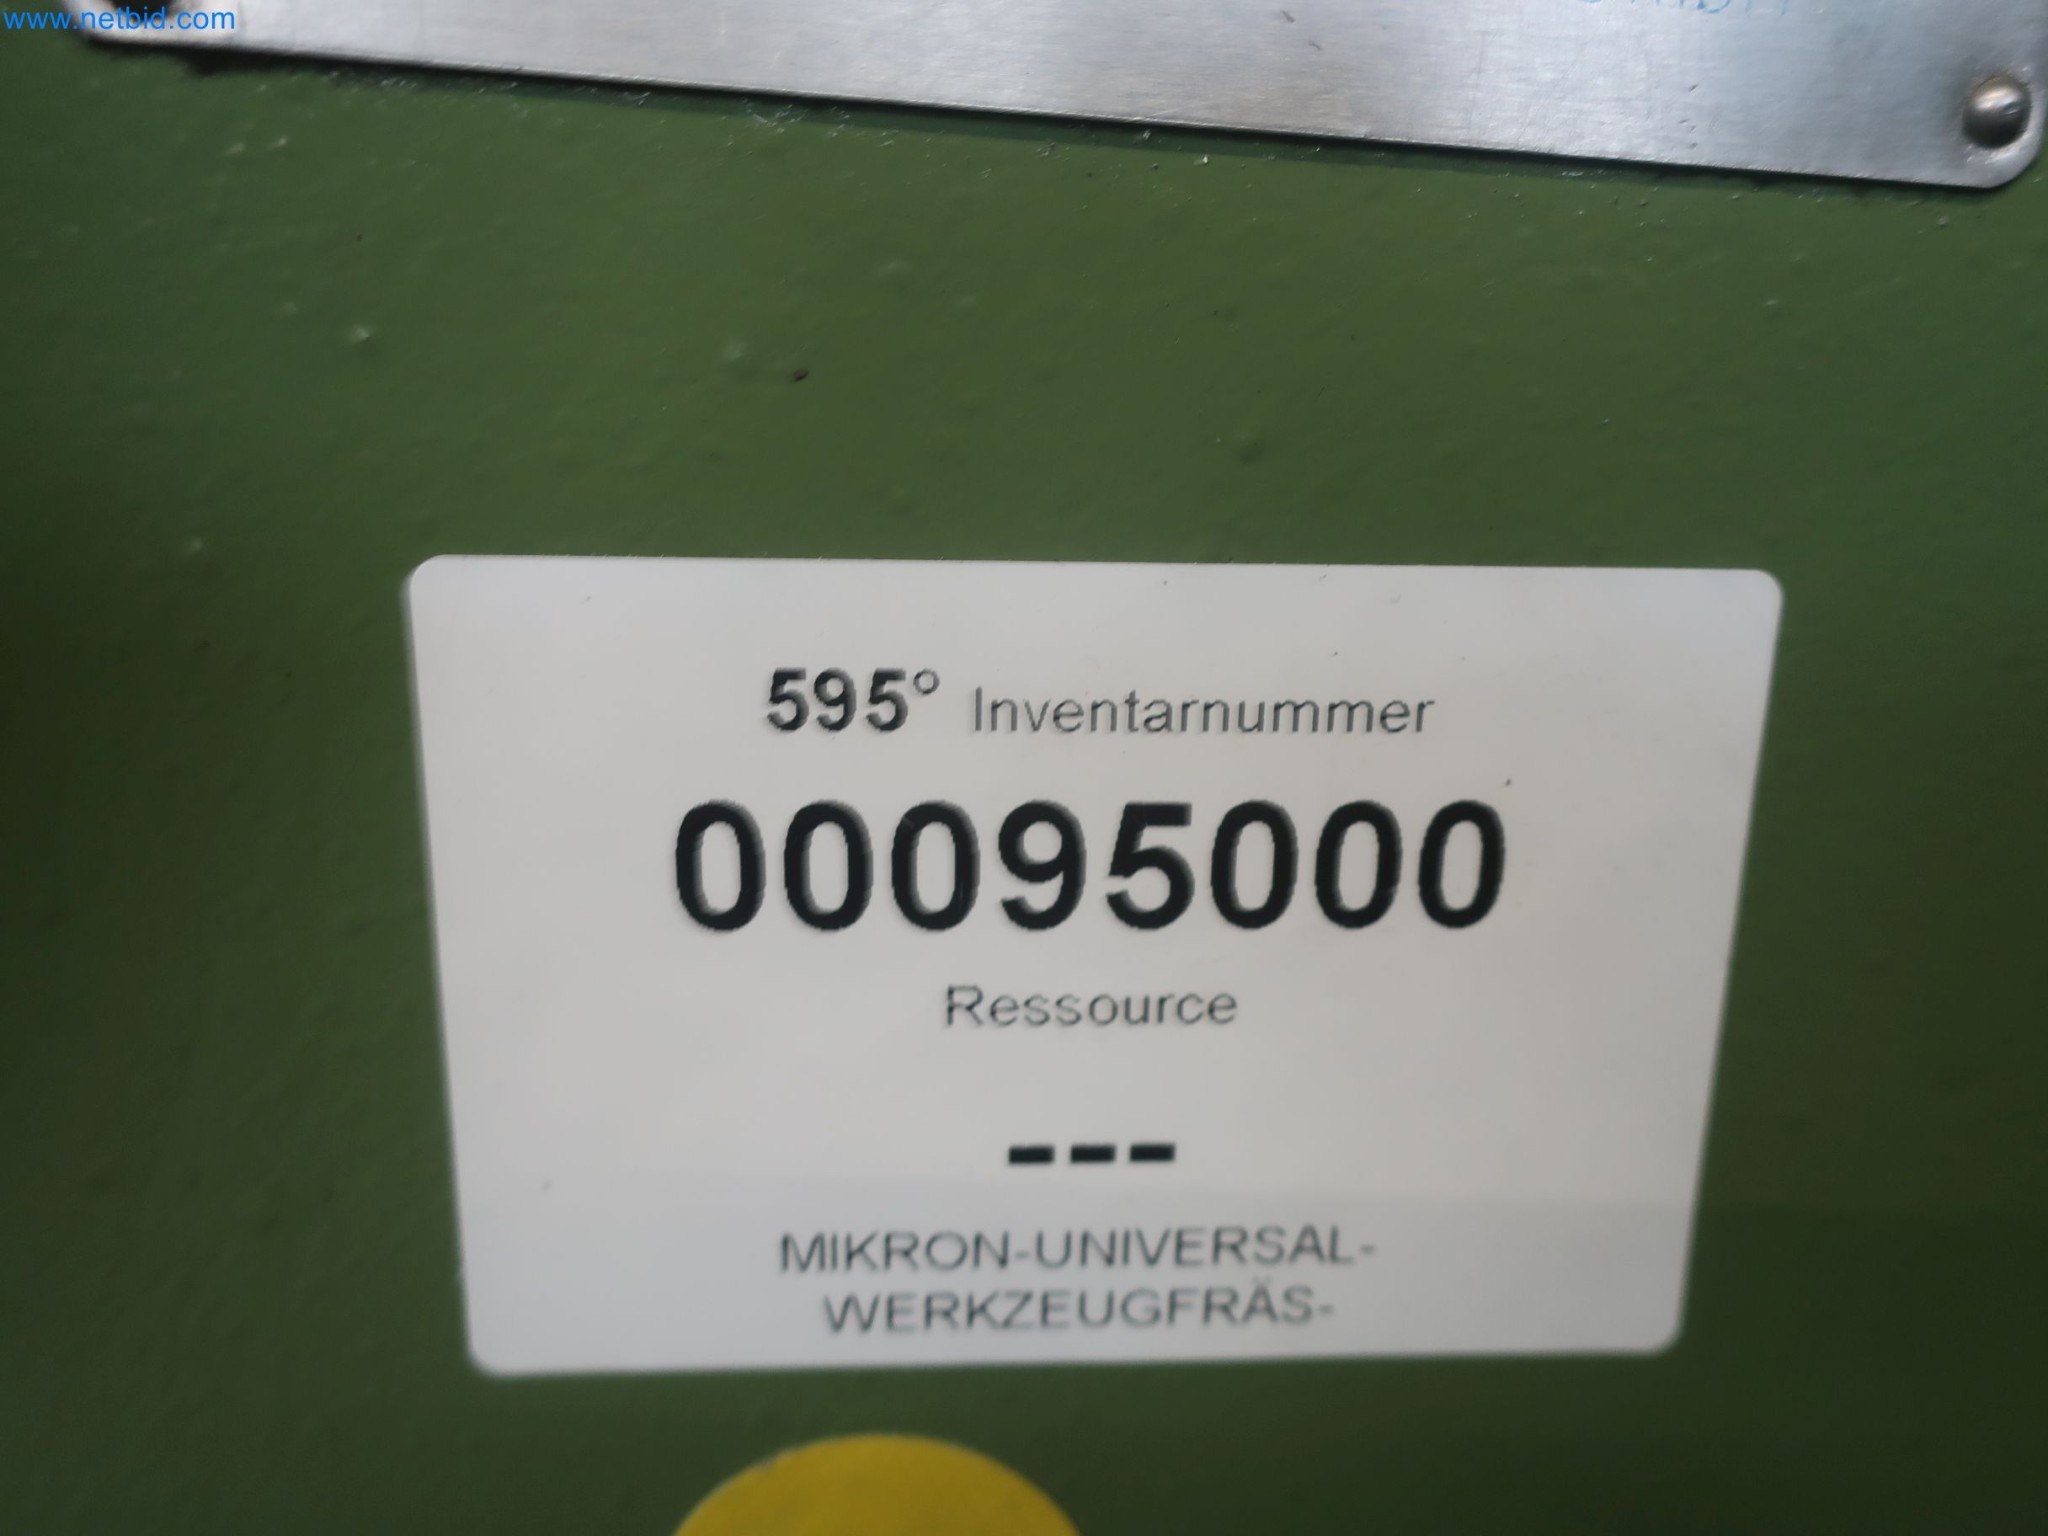 www.netbid.com
595° Inventarnummer
00095000
Ressource
---
MIKRON-UNIVERSAL-
WERKZEUGFRÄS-